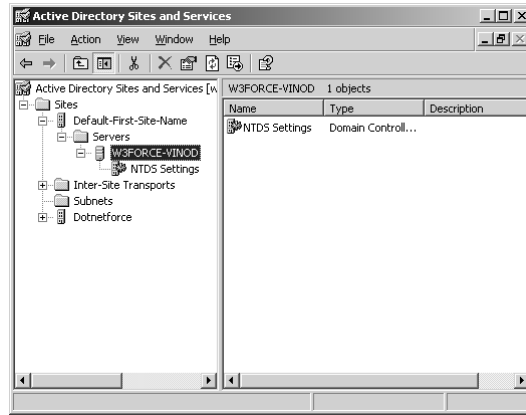 Active Directory Sites and Services
File Action View Window Help
Active Directory Sites and Services [w
Sites
Default-First-Site-Name
Servers
W3FORCE-VINOD
NTDS Settings
Inter-Site Transports
Subnets
Dotnetforce
W3FORCE-VINOD 1 objects
Name Type Description
NTDS Settings Domain Controll...